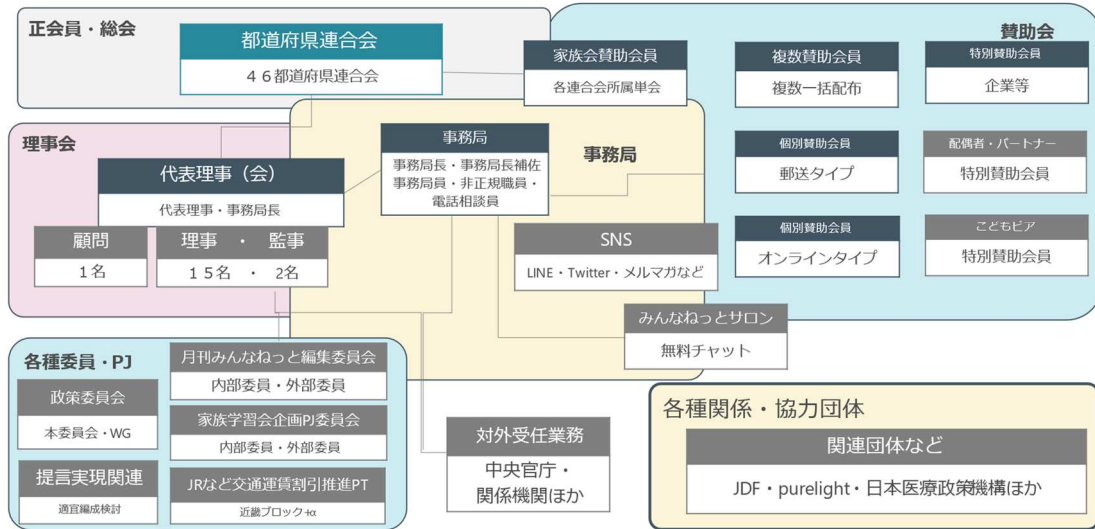 正会員・総会
都道府県連合会
４６都道府県連合会
家族会賛助会員
各連合会所属単会
賛助会
複数賛助会員
複数一括配布
特別賛助会員
企業等
個別賛助会員
郵送タイプ
配偶者・パートナー
特別賛助会員
個別賛助会員
オンラインタイプ
こどもピア
特別賛助会員
理事会
代表理事（会）
代表理事・事務局長
顧問
１名
理事　・　監事
１５名　・　2名
事務局
事務局
事務局長・事務局長補佐
事務局員・非正規職員・
電話相談員
SNS
LINE・Twitter・メルマガなど
みんなねっとサロン
無料チャット
各種委員・PJ
政策委員会
本委員会・WG
提言実現関連
適宜編成検討
月刊みんなねっと編集委員会
内部委員・外部委員
家族学習会企画PJ委員会
内部委員・外部委員
JRなど交通運賃割引推進PT
近畿ブロック+α
対外受任業務
中央官庁・
関係機関ほか
各種関係・協力団体
関連団体など
JDF・purelight・日本医療政策機構ほか